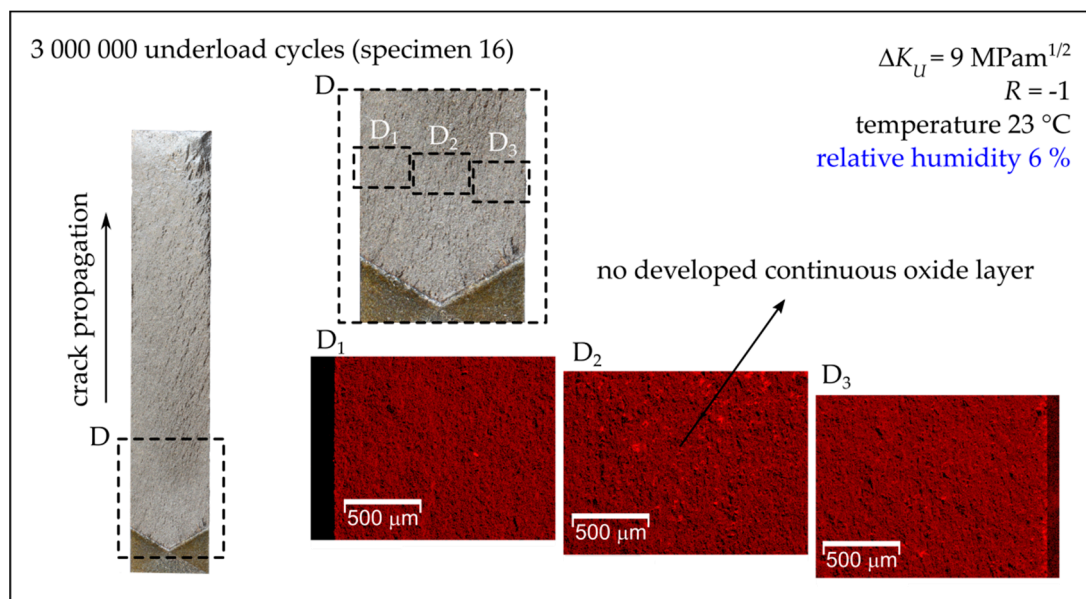 3 000 000 underload cycles (specimen 16)
ΔK_U = 9 MPam^{1/2}
R = -1
temperature 23 °C
relative humidity 6 %
D
D₁
D₂
D₃
crack propagation
D
no developed continuous oxide layer
D₁
500 µm
D₂
500 µm
D₃
500 µm